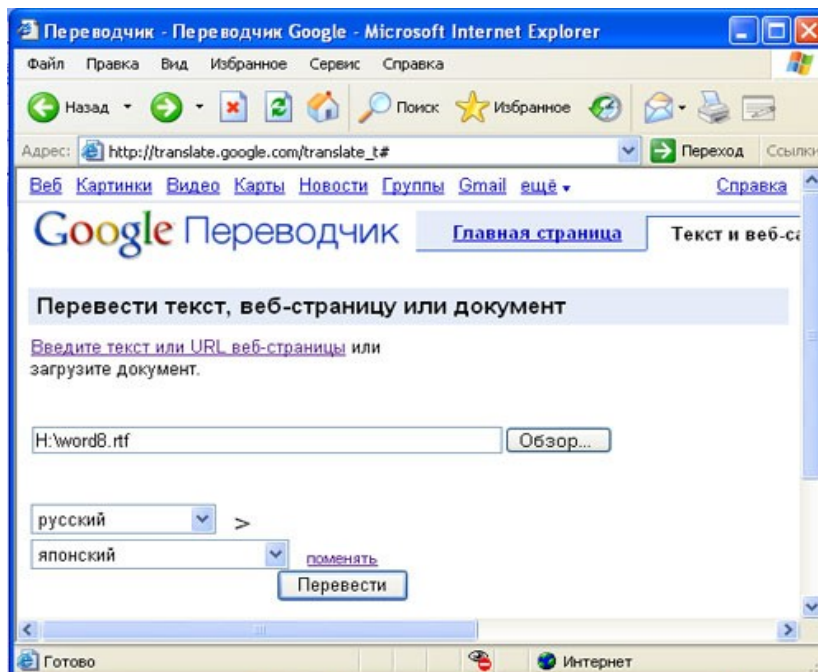 Переводчик - Переводчик Google - Microsoft Internet Explorer
Файл Правка Вид Избранное Сервис Справка
Назад Поиск Избранное
Адрес: http://translate.google.com/translate_t# Переход Ссылки
Веб Картинки Видео Карты Новости Группы Gmail ещё Справка
Google Переводчик Главная страница Текст и веб-са
Перевести текст, веб-страницу или документ
Введите текст или URL веб-страницы или
загрузите документ.
H:\word8.rtf Обзор...
русский >
японский поменять
Перевести
Готово Интернет